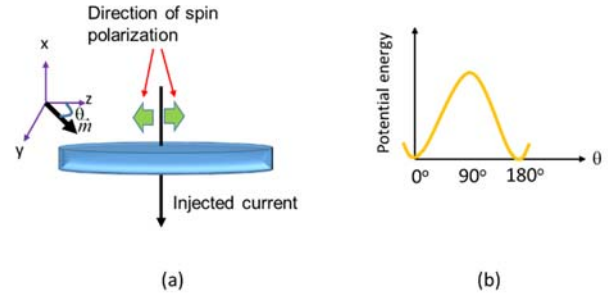 Direction of spin
polarization
x
z
θ
m
y
Injected current
(a)
Potential energy
0° 90° 180°
θ
(b)